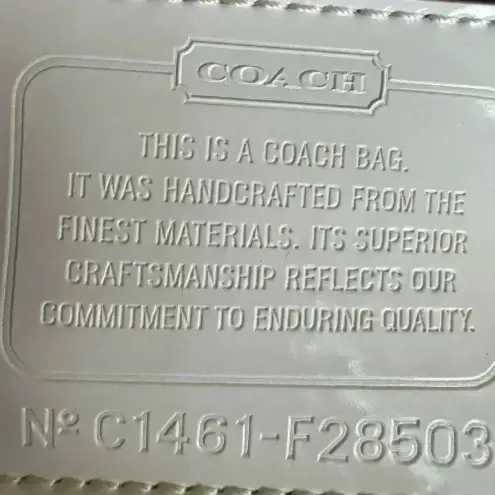 COACH
THIS IS A COACH BAG.
IT WAS HANDCRAFTED FROM THE
FINEST MATERIALS. ITS SUPERIOR
CRAFTSMANSHIP REFLECTS OUR
COMMITMENT TO ENDURING QUALITY.
Nº C1461-F28503